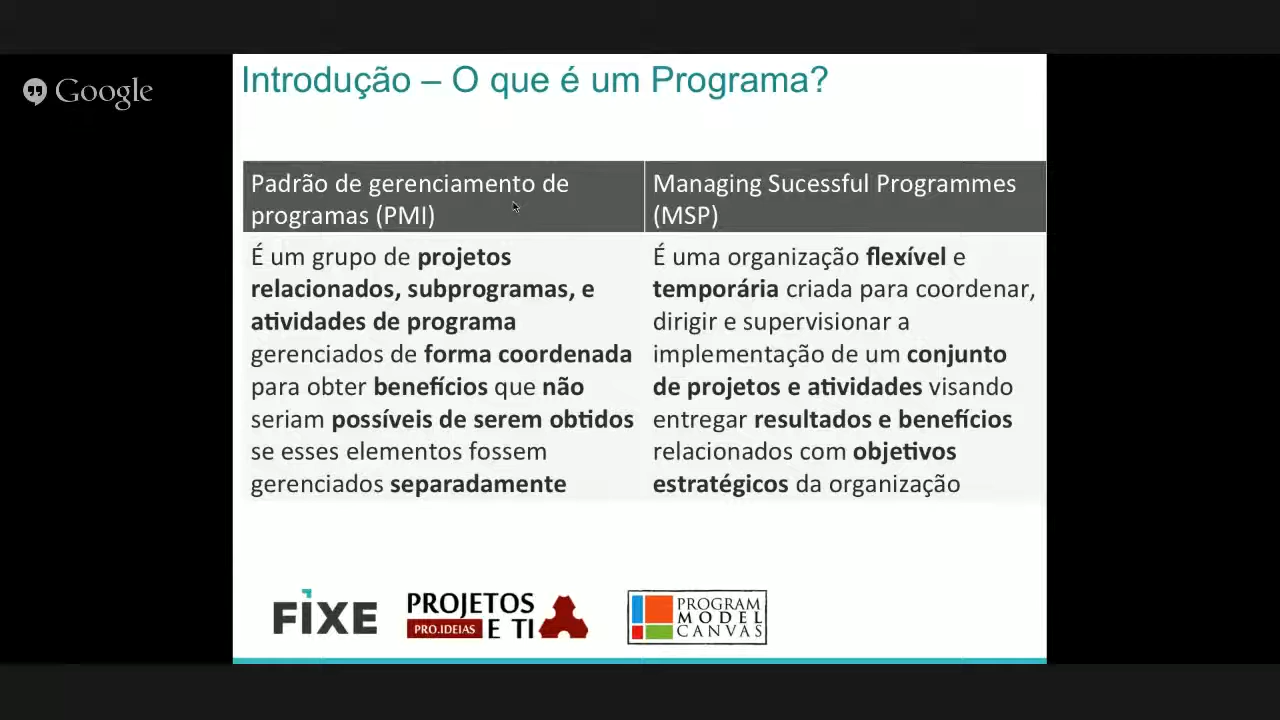 Google
Introdução – O que é um Programa?
Padrão de gerenciamento de
programas (PMI)
É um grupo de projetos
relacionados, subprogramas, e
atividades de programa
gerenciados de forma coordenada
para obter benefícios que não
seriam possíveis de serem obtidos
se esses elementos fossem
gerenciados separadamente
Managing Sucessful Programmes
(MSP)
É uma organização flexível e
temporária criada para coordenar,
dirigir e supervisionar a
implementação de um conjunto
de projetos e atividades visando
entregar resultados e benefícios
relacionados com objetivos
estratégicos da organização
FIXE
PROJETOS
PRO.IDEIAS E TI
PROGRAM
MODEL
CANVAS